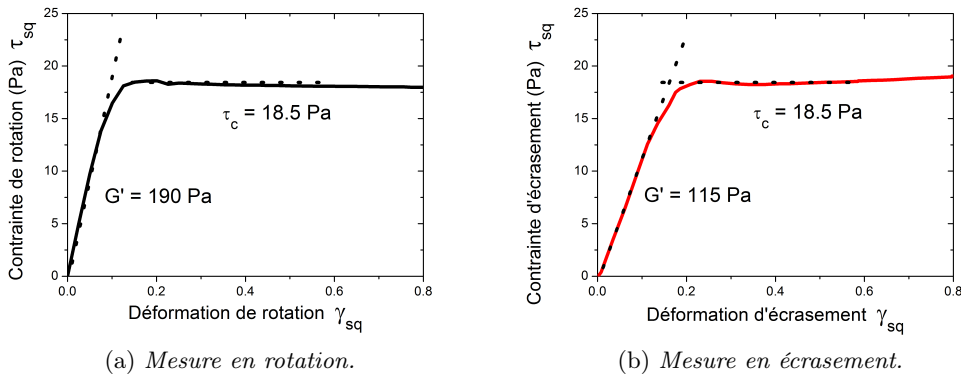 25
20
15
10
5
0
Contrainte de rotation (Pa) τsq
τc = 18.5 Pa
G' = 190 Pa
0.0 0.2 0.4 0.6 0.8
Déformation de rotation γsq
(a) Mesure en rotation.
25
20
15
10
5
0
Contrainte d'écrasement (Pa) τsq
τc = 18.5 Pa
G' = 115 Pa
0.0 0.2 0.4 0.6 0.8
Déformation d'écrasement γsq
(b) Mesure en écrasement.